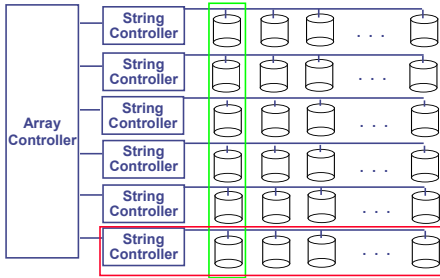 String
Controller
. . .
String
Controller
. . .
String
Controller
. . .
Array
Controller
String
Controller
. . .
String
Controller
. . .
String
Controller
. . .